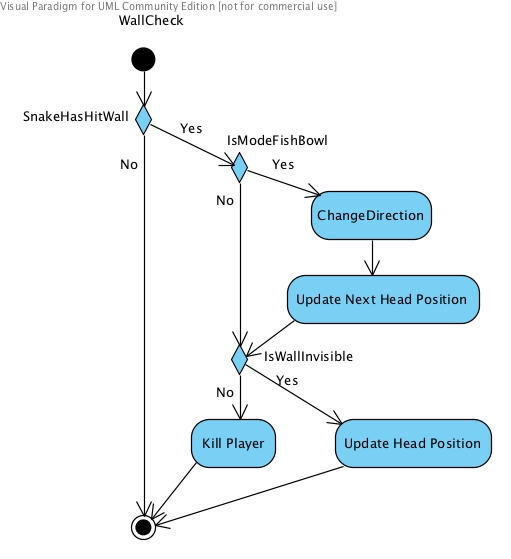 Visual Paradigm for UML Community Edition [not for commercial use]
WallCheck
SnakeHasHitWall
Yes
IsModeFishBowl
No
Yes
No
ChangeDirection
Update Next Head Position
IsWallInvisible
Yes
No
Kill Player
Update Head Position